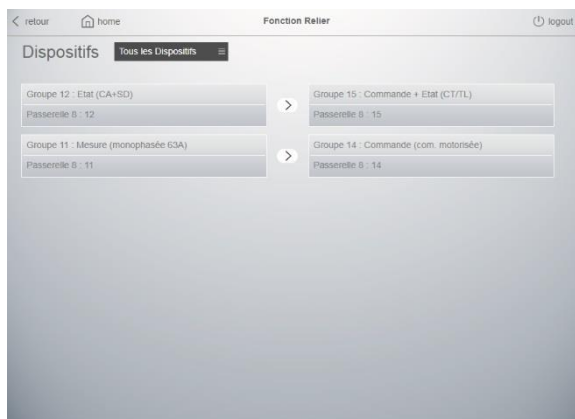 retour
home
Fonction Relier
logout
Dispositifs
Tous les Dispositifs
Groupe 12 : Etat (CA+SD)
Passerelle 8 : 12
Groupe 15 : Commande + Etat (CT/TL)
Passerelle 8 : 15
Groupe 11 : Mesure (monophasée 63A)
Passerelle 8 : 11
Groupe 14 : Commande (com. motorisée)
Passerelle 8 : 14